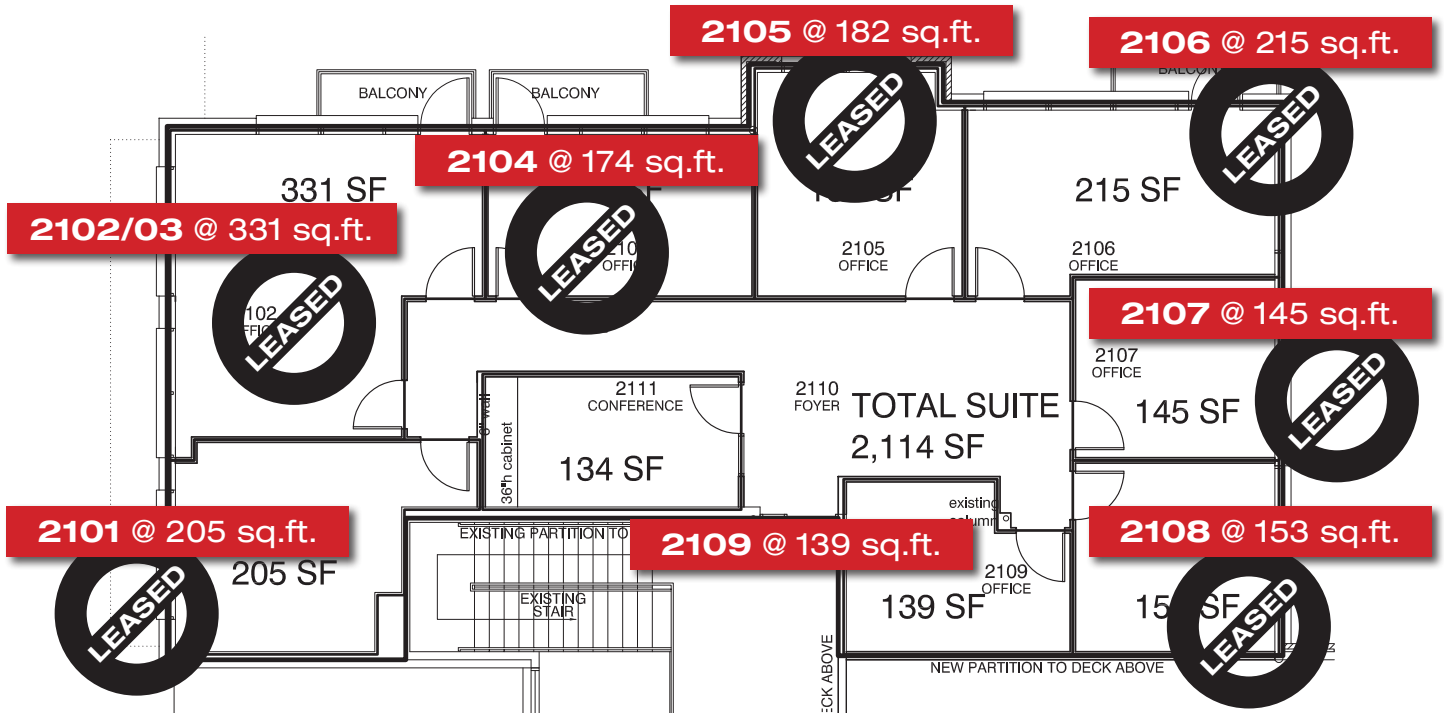 2105 @ 182 sq.ft.
2106 @ 215 sq.ft.
BALCONY
BALCONY
LEASED
LEASED
2104 @ 174 sq.ft.
331 SF
215 SF
2102/03 @ 331 sq.ft.
LEASED
2105
OFFICE
2106
OFFICE
LEASED
2107 @ 145 sq.ft.
2107
OFFICE
2111
CONFERENCE
2110
FOYER
TOTAL SUITE
2,114 SF
145 SF
LEASED
wall
36"h cabinet
134 SF
existing
column
2101 @ 205 sq.ft.
EXISTING PARTITION TO
2109 @ 139 sq.ft.
2108 @ 153 sq.ft.
205 SF
LEASED
EXISTING
STAIR
2109
OFFICE
139 SF
LEASED
NEW PARTITION TO DECK ABOVE
ECK ABOVE